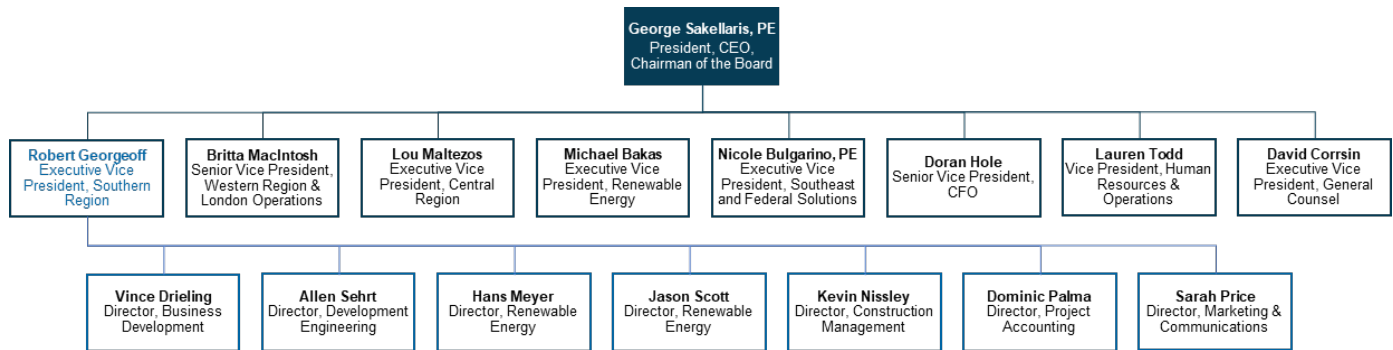 George Sakellaris, PE
President, CEO,
Chairman of the Board
Robert Georgeoff
Executive Vice
President, Southern
Region
Britta MacIntosh
Senior Vice President,
Western Region &
London Operations
Lou Maltezos
Executive Vice
President, Central
Region
Michael Bakas
Executive Vice
President, Renewable
Energy
Nicole Bulgarino, PE
Executive Vice
President, Southeast
and Federal Solutions
Doran Hole
Senior Vice President,
CFO
Lauren Todd
Vice President, Human
Resources &
Operations
David Corrsin
Executive Vice
President, General
Counsel
Vince Drieling
Director, Business
Development
Allen Sehrt
Director, Development
Engineering
Hans Meyer
Director, Renewable
Energy
Jason Scott
Director, Renewable
Energy
Kevin Nissley
Director, Construction
Management
Dominic Palma
Director, Project
Accounting
Sarah Price
Director, Marketing &
Communications